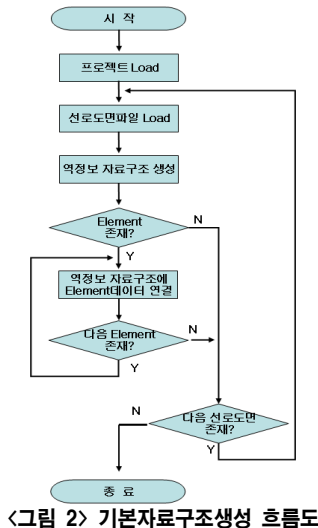 시 작
프로젝트 Load
선로도면파일 Load
역정보 자료구조 생성
Element
존재?
N
Y
역정보 자료구조에
Element데이터 연결
다음 Element
존재?
N
Y
다음 선로도면
존재?
N
Y
종 료
<그림 2> 기본자료구조생성 흐름도